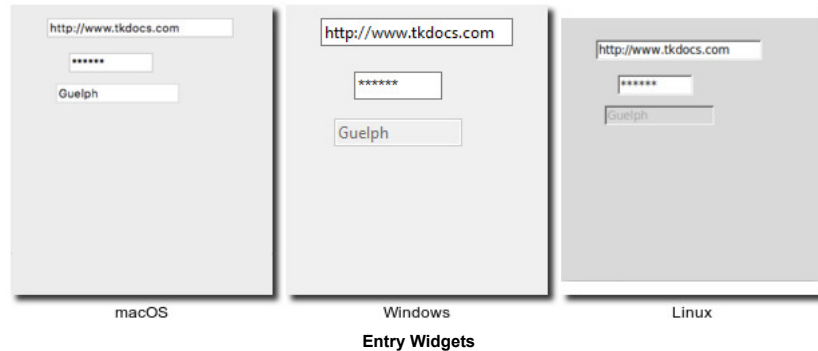 http://www.tkdocs.com
******
Guelph
http://www.tkdocs.com
******
Guelph
http://www.tkdocs.com
******
Guelph
macOS
Windows
Linux
Entry Widgets